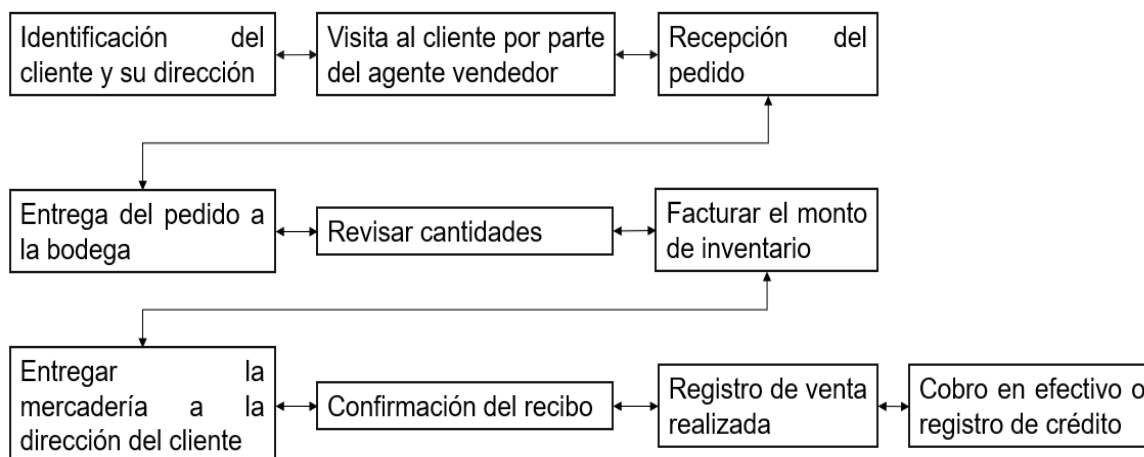 Identificación del
cliente y su dirección
Visita al cliente por parte
del agente vendedor
Recepción del
pedido
Entrega del pedido a
la bodega
Revisar cantidades
Facturar el monto
de inventario
Entregar la
mercadería a la
dirección del cliente
Confirmación del recibo
Registro de venta
realizada
Cobro en efectivo o
registro de crédito